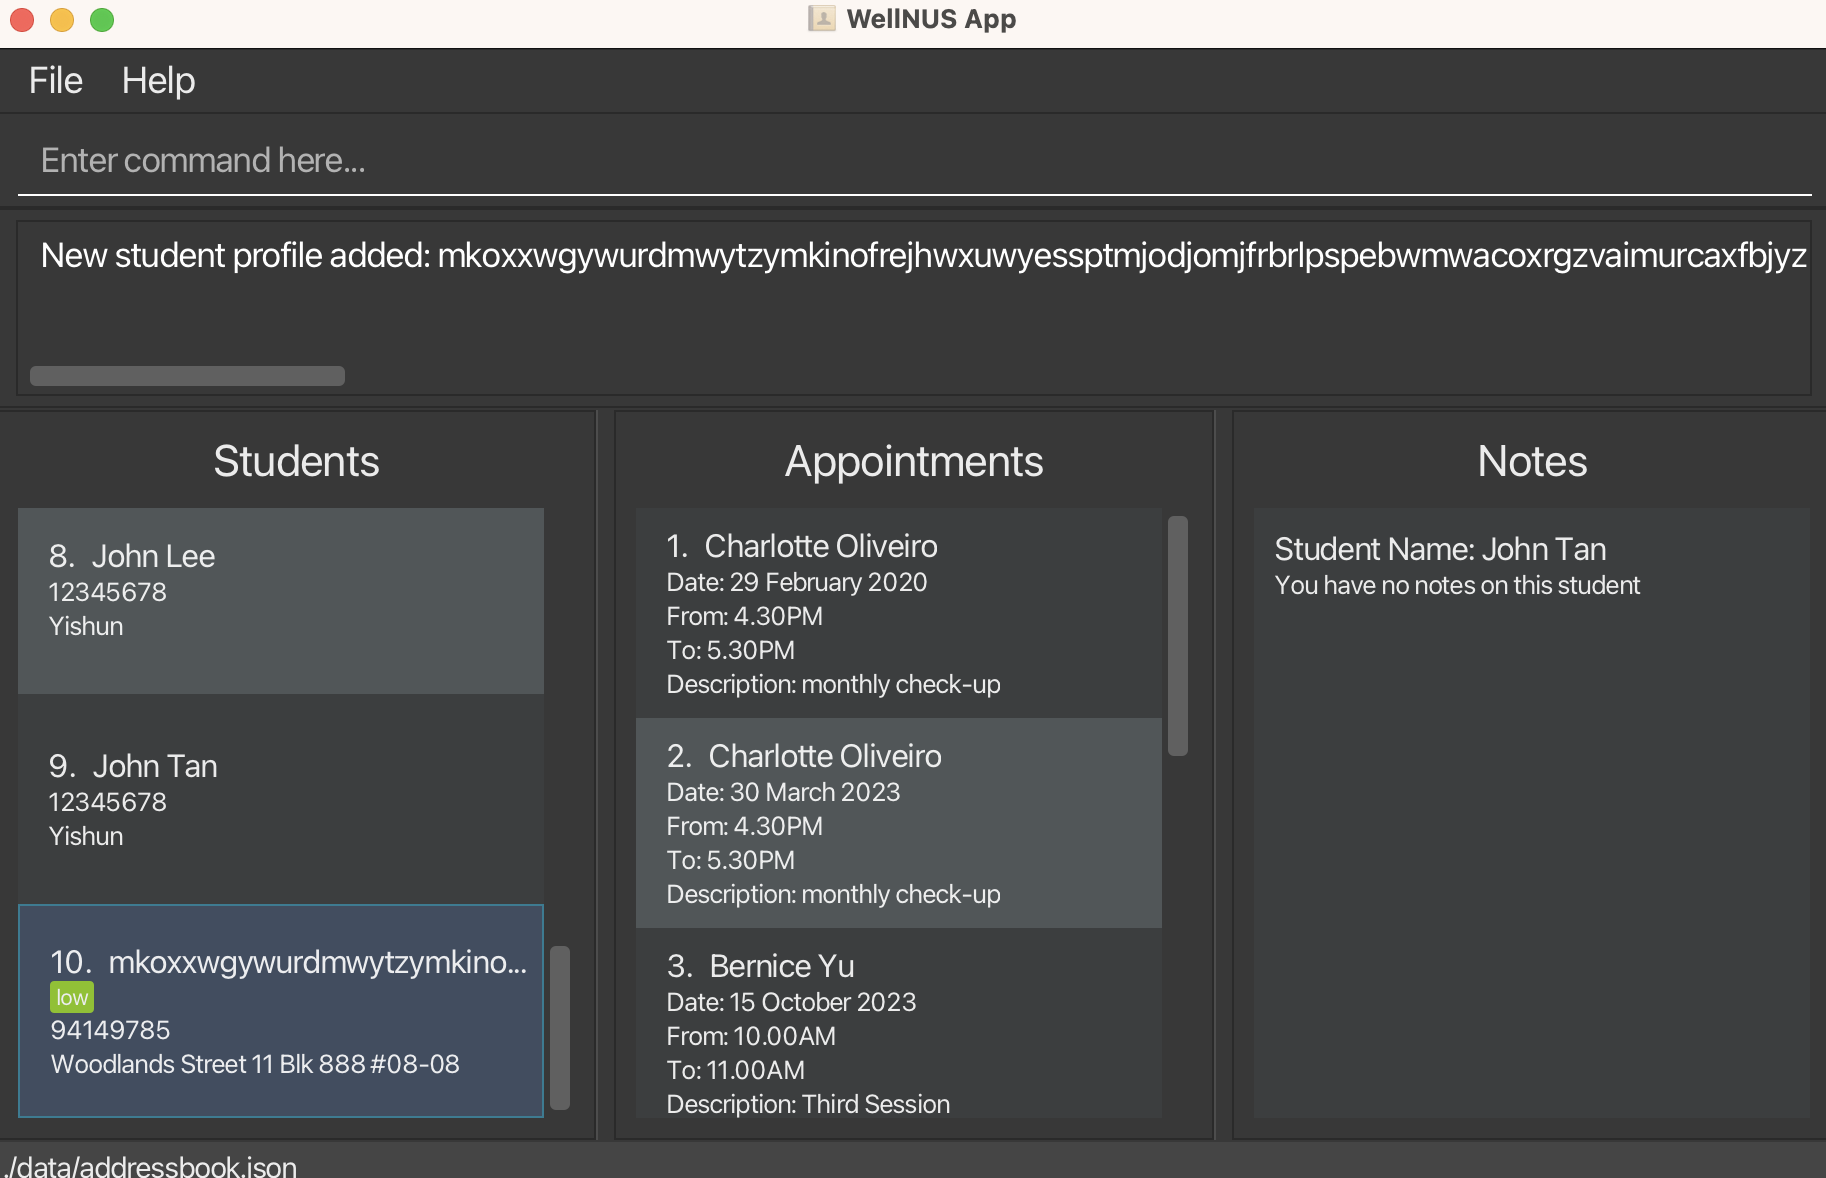 WellNUS App
File Help
Enter command here...
New student profile added: mkoxxwgywurdmwytzymkinofrejhwxuwyessptmjodjomjfrbrlpspebwmwacoxrgzvaimurcaxfbjyz
Students
8. John Lee
12345678
Yishun
9. John Tan
12345678
Yishun
10. mkoxxwgywurdmwytzymkino...
low
94149785
Woodlands Street 11 Blk 888 #08-08
Appointments
1. Charlotte Oliveiro
Date: 29 February 2020
From: 4.30PM
To: 5.30PM
Description: monthly check-up
2. Charlotte Oliveiro
Date: 30 March 2023
From: 4.30PM
To: 5.30PM
Description: monthly check-up
3. Bernice Yu
Date: 15 October 2023
From: 10.00AM
To: 11.00AM
Description: Third Session
Notes
Student Name: John Tan
You have no notes on this student
./data/addressbook.json